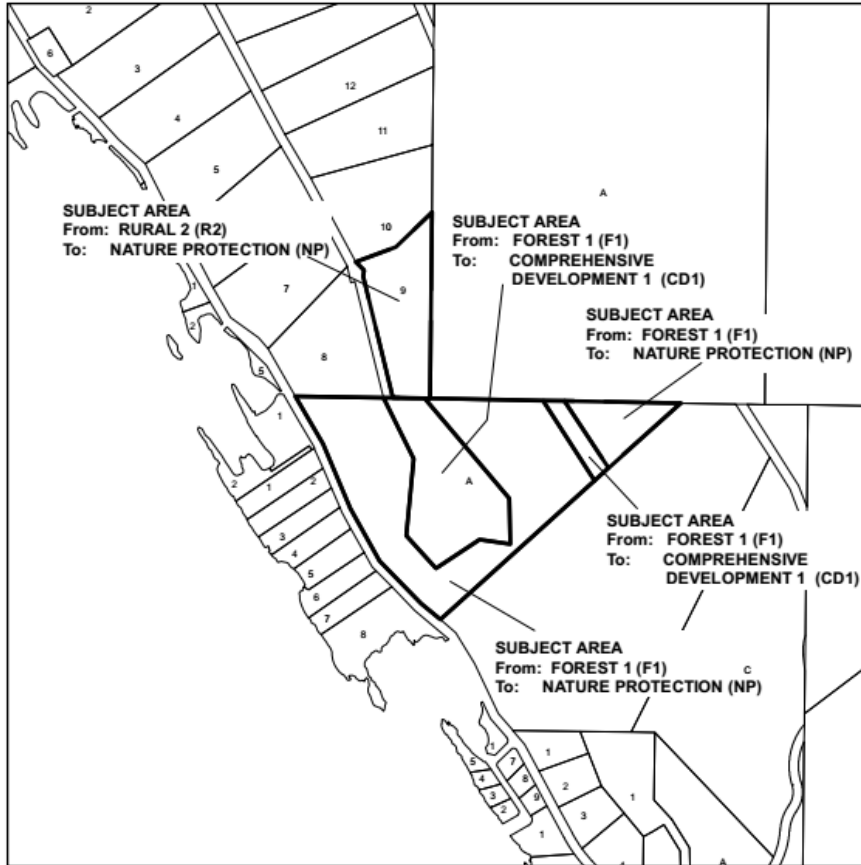 2
6
3
12
4
11
5
A
SUBJECT AREA
From: RURAL 2 (R2)
To: NATURE PROTECTION (NP)
10
SUBJECT AREA
From: FOREST 1 (F1)
To: COMPREHENSIVE
DEVELOPMENT 1 (CD1)
1
7
9
2
8
5
SUBJECT AREA
From: FOREST 1 (F1)
To: NATURE PROTECTION (NP)
1
2
1
2
A
3
4
5
6
7
8
SUBJECT AREA
From: FOREST 1 (F1)
To: COMPREHENSIVE
DEVELOPMENT 1 (CD1)
SUBJECT AREA
From: FOREST 1 (F1)
To: NATURE PROTECTION (NP)
C
1
5
7
1
4
8
2
3
9
2
3
1
1
A